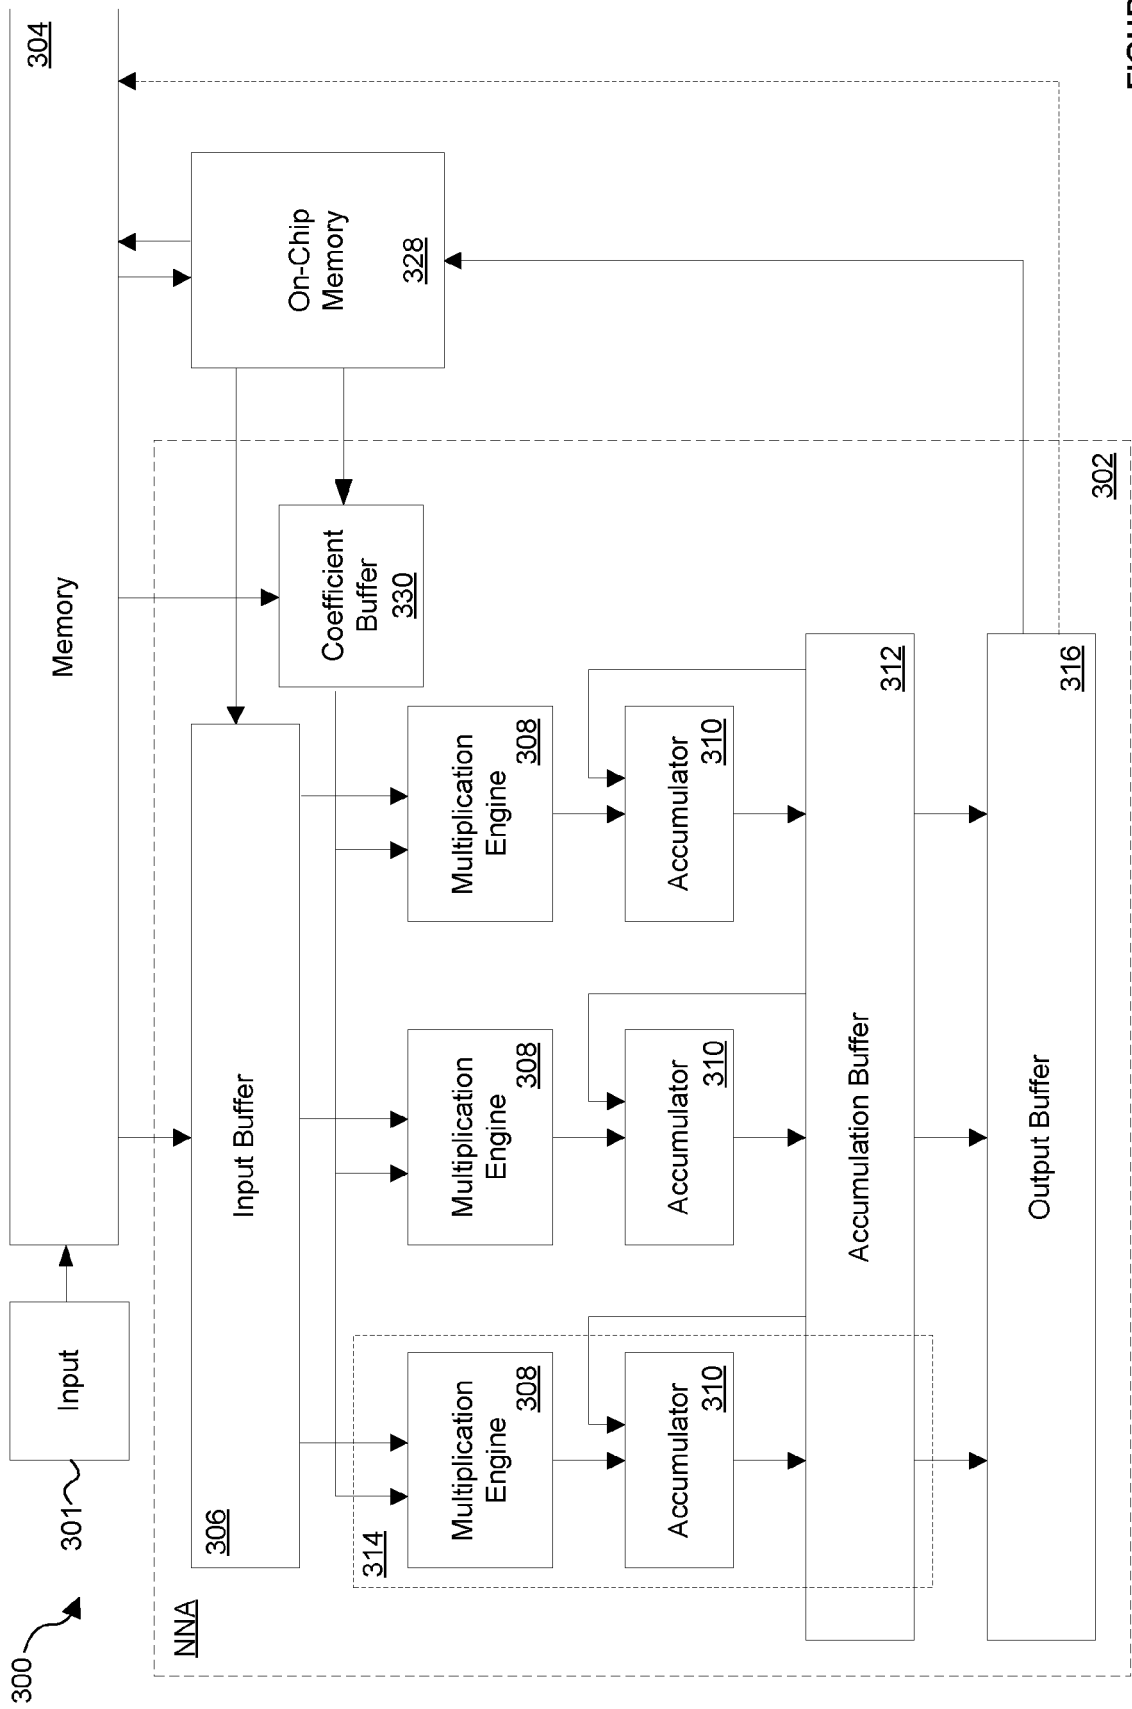 300
301
Input
Memory
304
NNA
306
Input Buffer
On-Chip
Memory
328
Coefficient
Buffer
330
314
Multiplication
Engine
308
Multiplication
Engine
308
Multiplication
Engine
308
Accumulator
310
Accumulator
310
Accumulator
310
Accumulation Buffer
312
Output Buffer
316
302